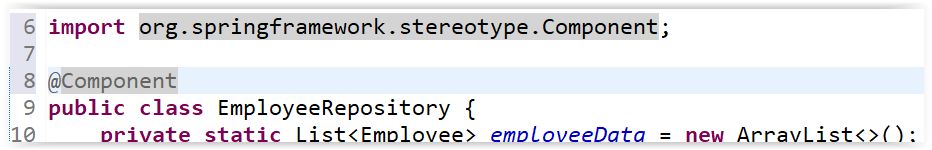 6 import org.springframework.stereotype.Component;
7
8 @Component
9 public class EmployeeRepository {
10 private static List<Employee> employeeData = new ArrayList<>();